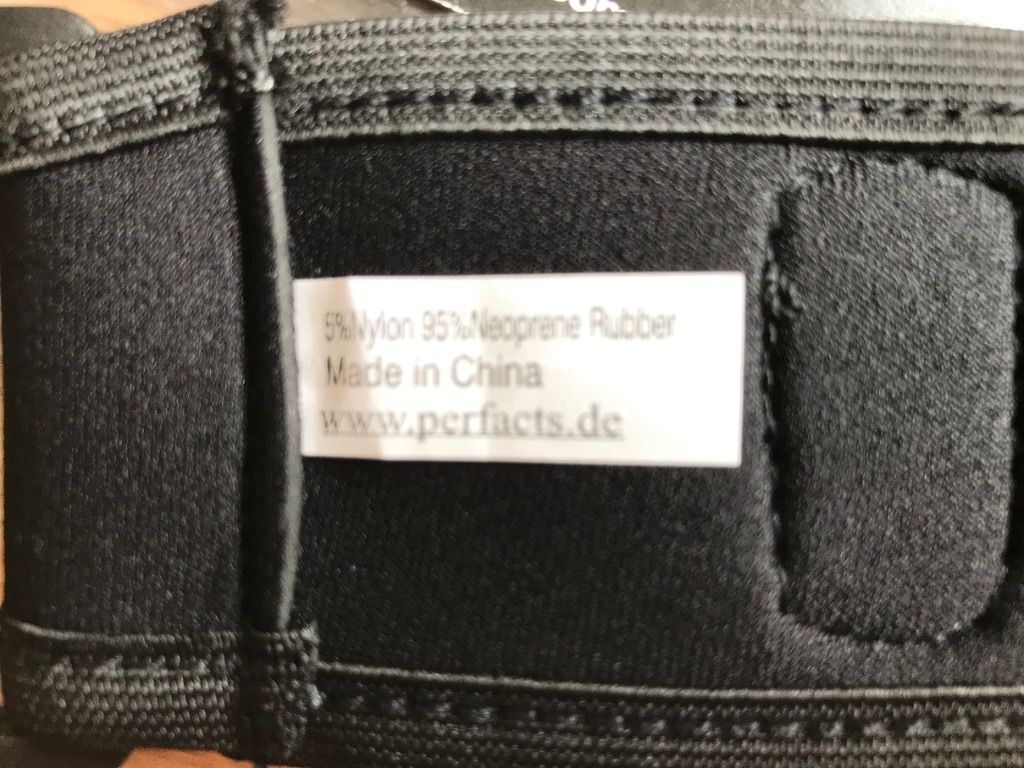 5%Nylon 95%Neoprene Rubber
Made in China
www.perfacts.de